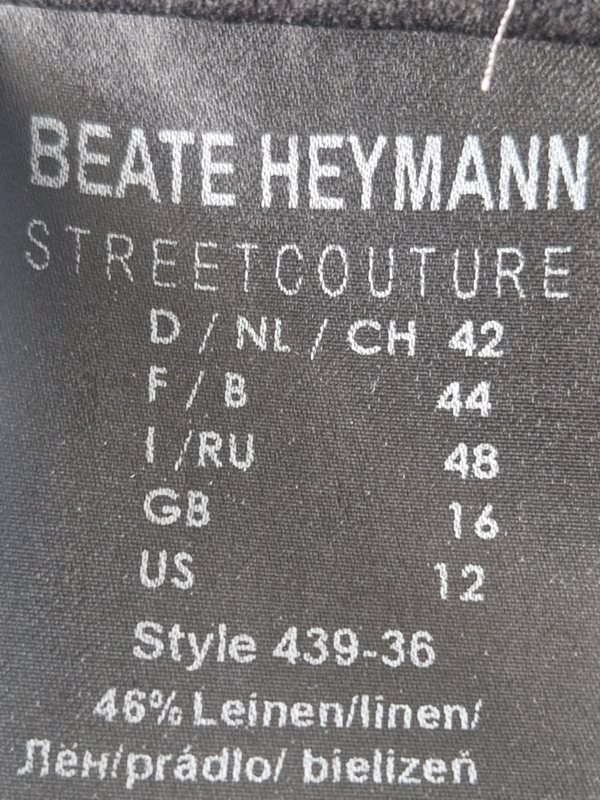 BEATE HEYMANN
STREETCOUTURE
D / NL / CH 42
F / B 44
I /RU 48
GB 16
US 12
Style 439-36
46% Leinen/linen/
Лён/prádlo/ bielizeň